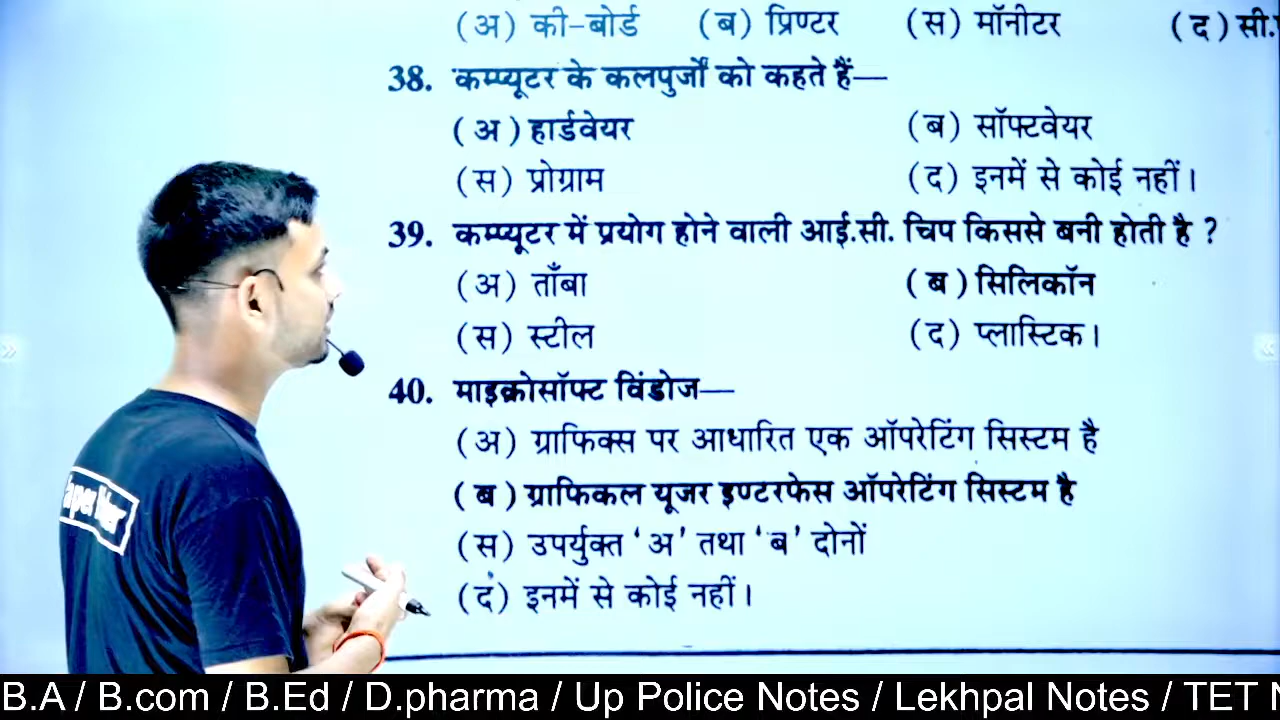 (अ) की-बोर्ड (ब) प्रिण्टर (स) मॉनीटर (द) सी.
38. कम्प्यूटर के कलपुर्जों को कहते हैं—
(अ) हार्डवेयर (ब) सॉफ्टवेयर
(स) प्रोग्राम (द) इनमें से कोई नहीं।
39. कम्प्यूटर में प्रयोग होने वाली आई.सी. चिप किससे बनी होती है ?
(अ) ताँबा (ब) सिलिकॉन
(स) स्टील (द) प्लास्टिक।
40. माइक्रोसॉफ्ट विंडोज—
(अ) ग्राफिक्स पर आधारित एक ऑपरेटिंग सिस्टम है
(ब) ग्राफिकल यूजर इण्टरफेस ऑपरेटिंग सिस्टम है
(स) उपर्युक्त ‘अ’ तथा ‘ब’ दोनों
(द) इनमें से कोई नहीं।
B.A / B.com / B.Ed / D.pharma / Up Police Notes / Lekhpal Notes / TET N